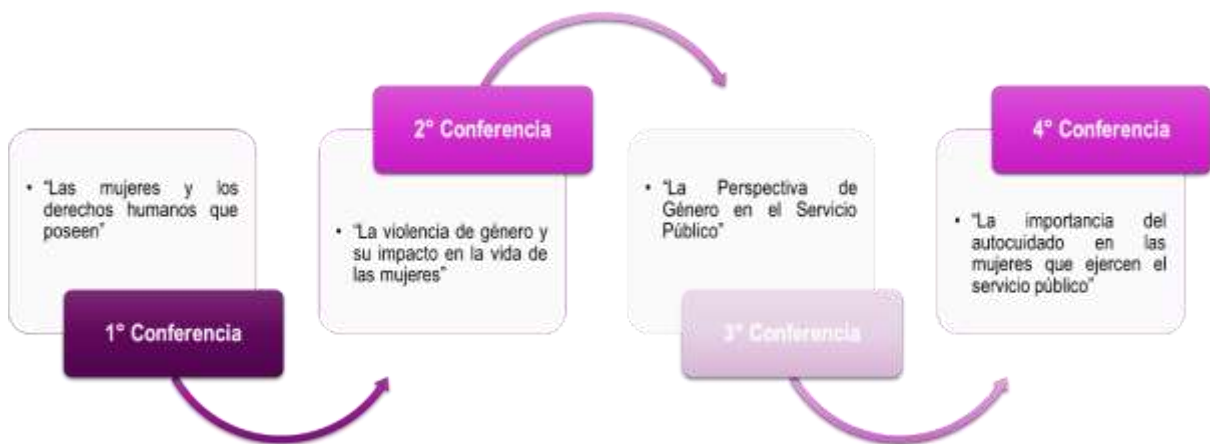 • “Las mujeres y los
derechos humanos que
poseen”
1° Conferencia
2° Conferencia
• “La violencia de género y
su impacto en la vida de
las mujeres”
• “La Perspectiva de
Género en el Servicio
Público”
3° Conferencia
4° Conferencia
• “La importancia del
autocuidado en las
mujeres que ejercen el
servicio público”